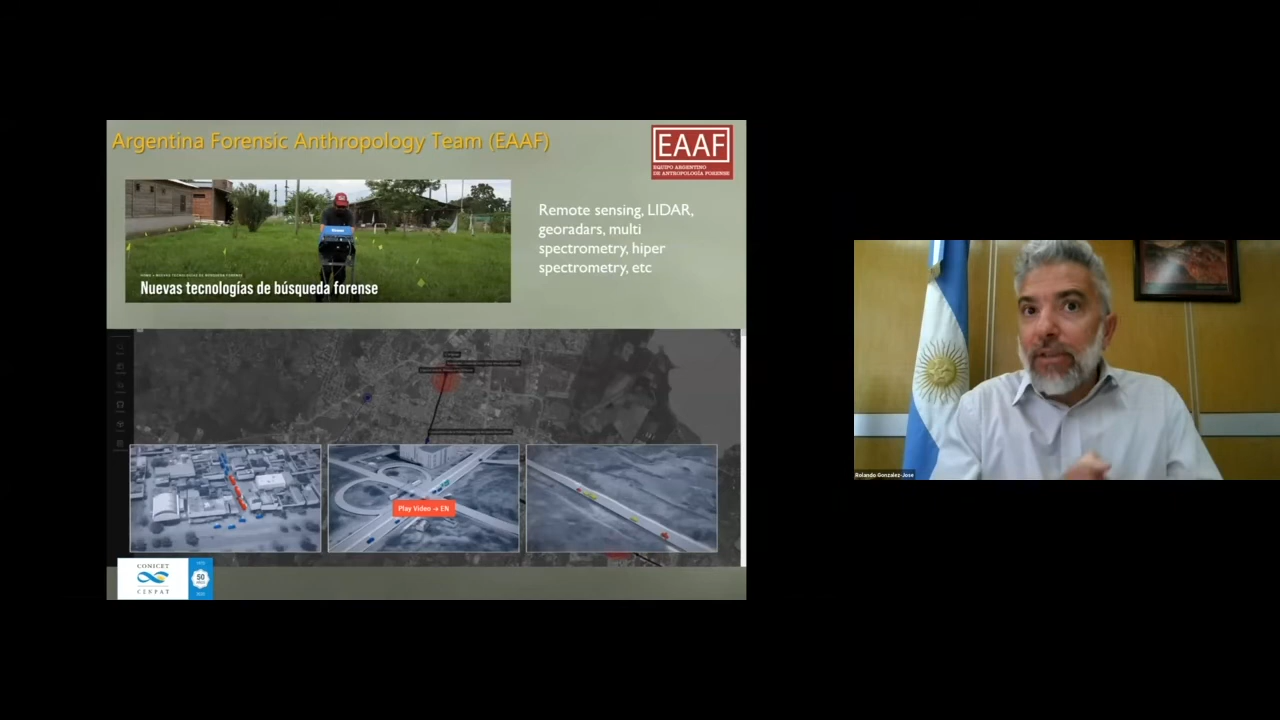 Argentina Forensic Anthropology Team (EAAF)
EAAF
EQUIPO ARGENTINO
DE ANTROPOLOGÍA FORENSE
Remote sensing, LIDAR,
georadars, multi
spectrometry, hiper
spectrometry, etc
Nuevas tecnologías de búsqueda forense
Play Video → EN
CONICET
CENPAT
50
Rolando Gonzalez-Jose